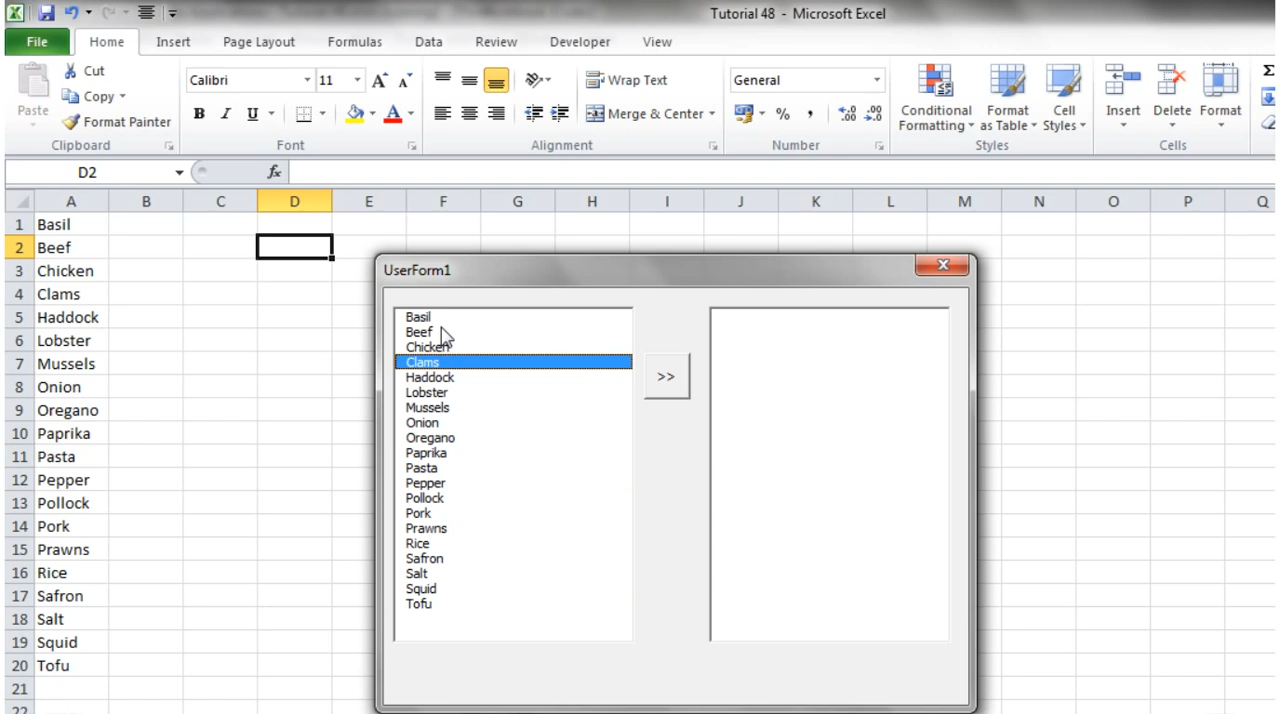 Tutorial 48 - Microsoft Excel
File Home Insert Page Layout Formulas Data Review Developer View
Paste
Cut
Copy
Format Painter
Clipboard
Calibri 11
B I U
Font
Wrap Text
Merge & Center
Alignment
General
%
Number
Conditional Formatting
Format as Table
Cell Styles
Styles
Insert Delete Format
Cells
D2 fx
A B C D E F G H I J K L M N O P Q
1 Basil
2 Beef
3 Chicken
4 Clams
5 Haddock
6 Lobster
7 Mussels
8 Onion
9 Oregano
10 Paprika
11 Pasta
12 Pepper
13 Pollock
14 Pork
15 Prawns
16 Rice
17 Safron
18 Salt
19 Squid
20 Tofu
21
22
UserForm1
Basil
Beef
Chicken
Clams
Haddock
Lobster
Mussels
Onion
Oregano
Paprika
Pasta
Pepper
Pollock
Pork
Prawns
Rice
Safron
Salt
Squid
Tofu
>>